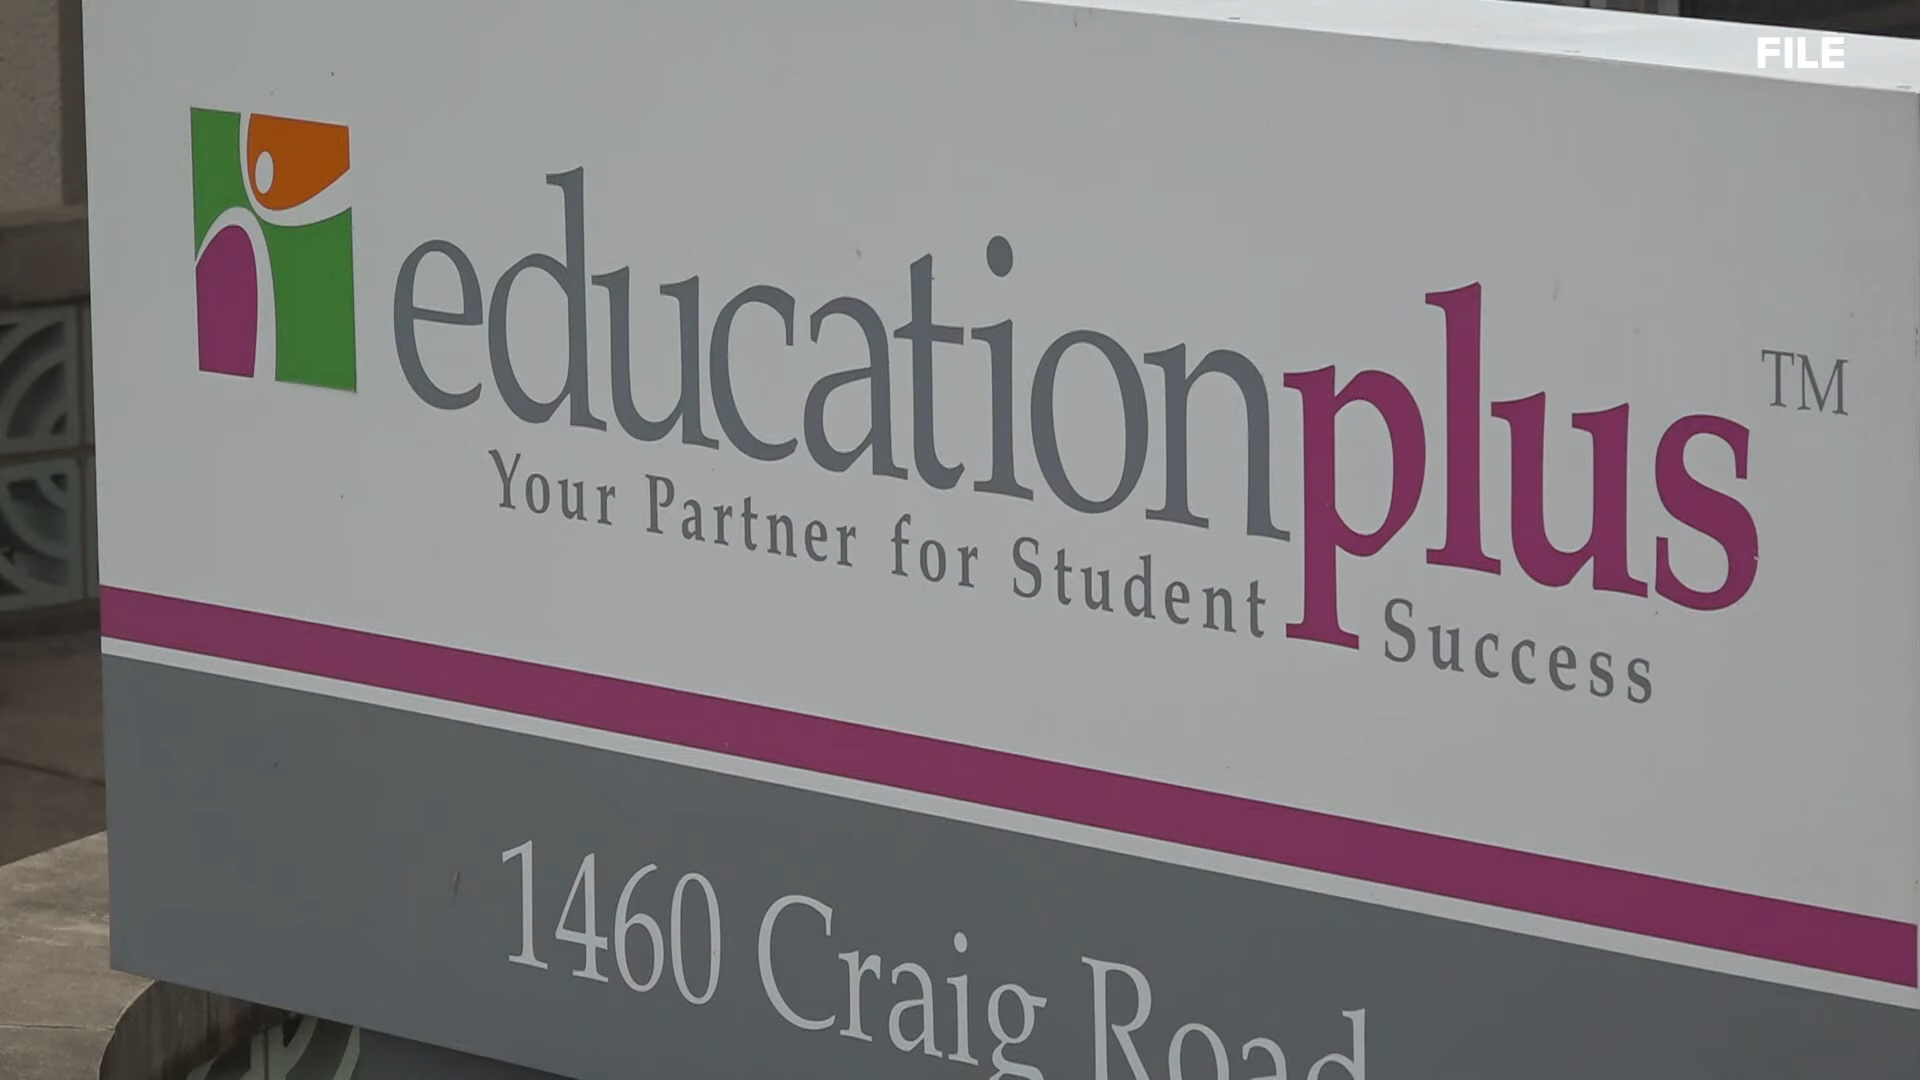 FILE
educationplus™
Your Partner for Student Success
1460 Craig Road